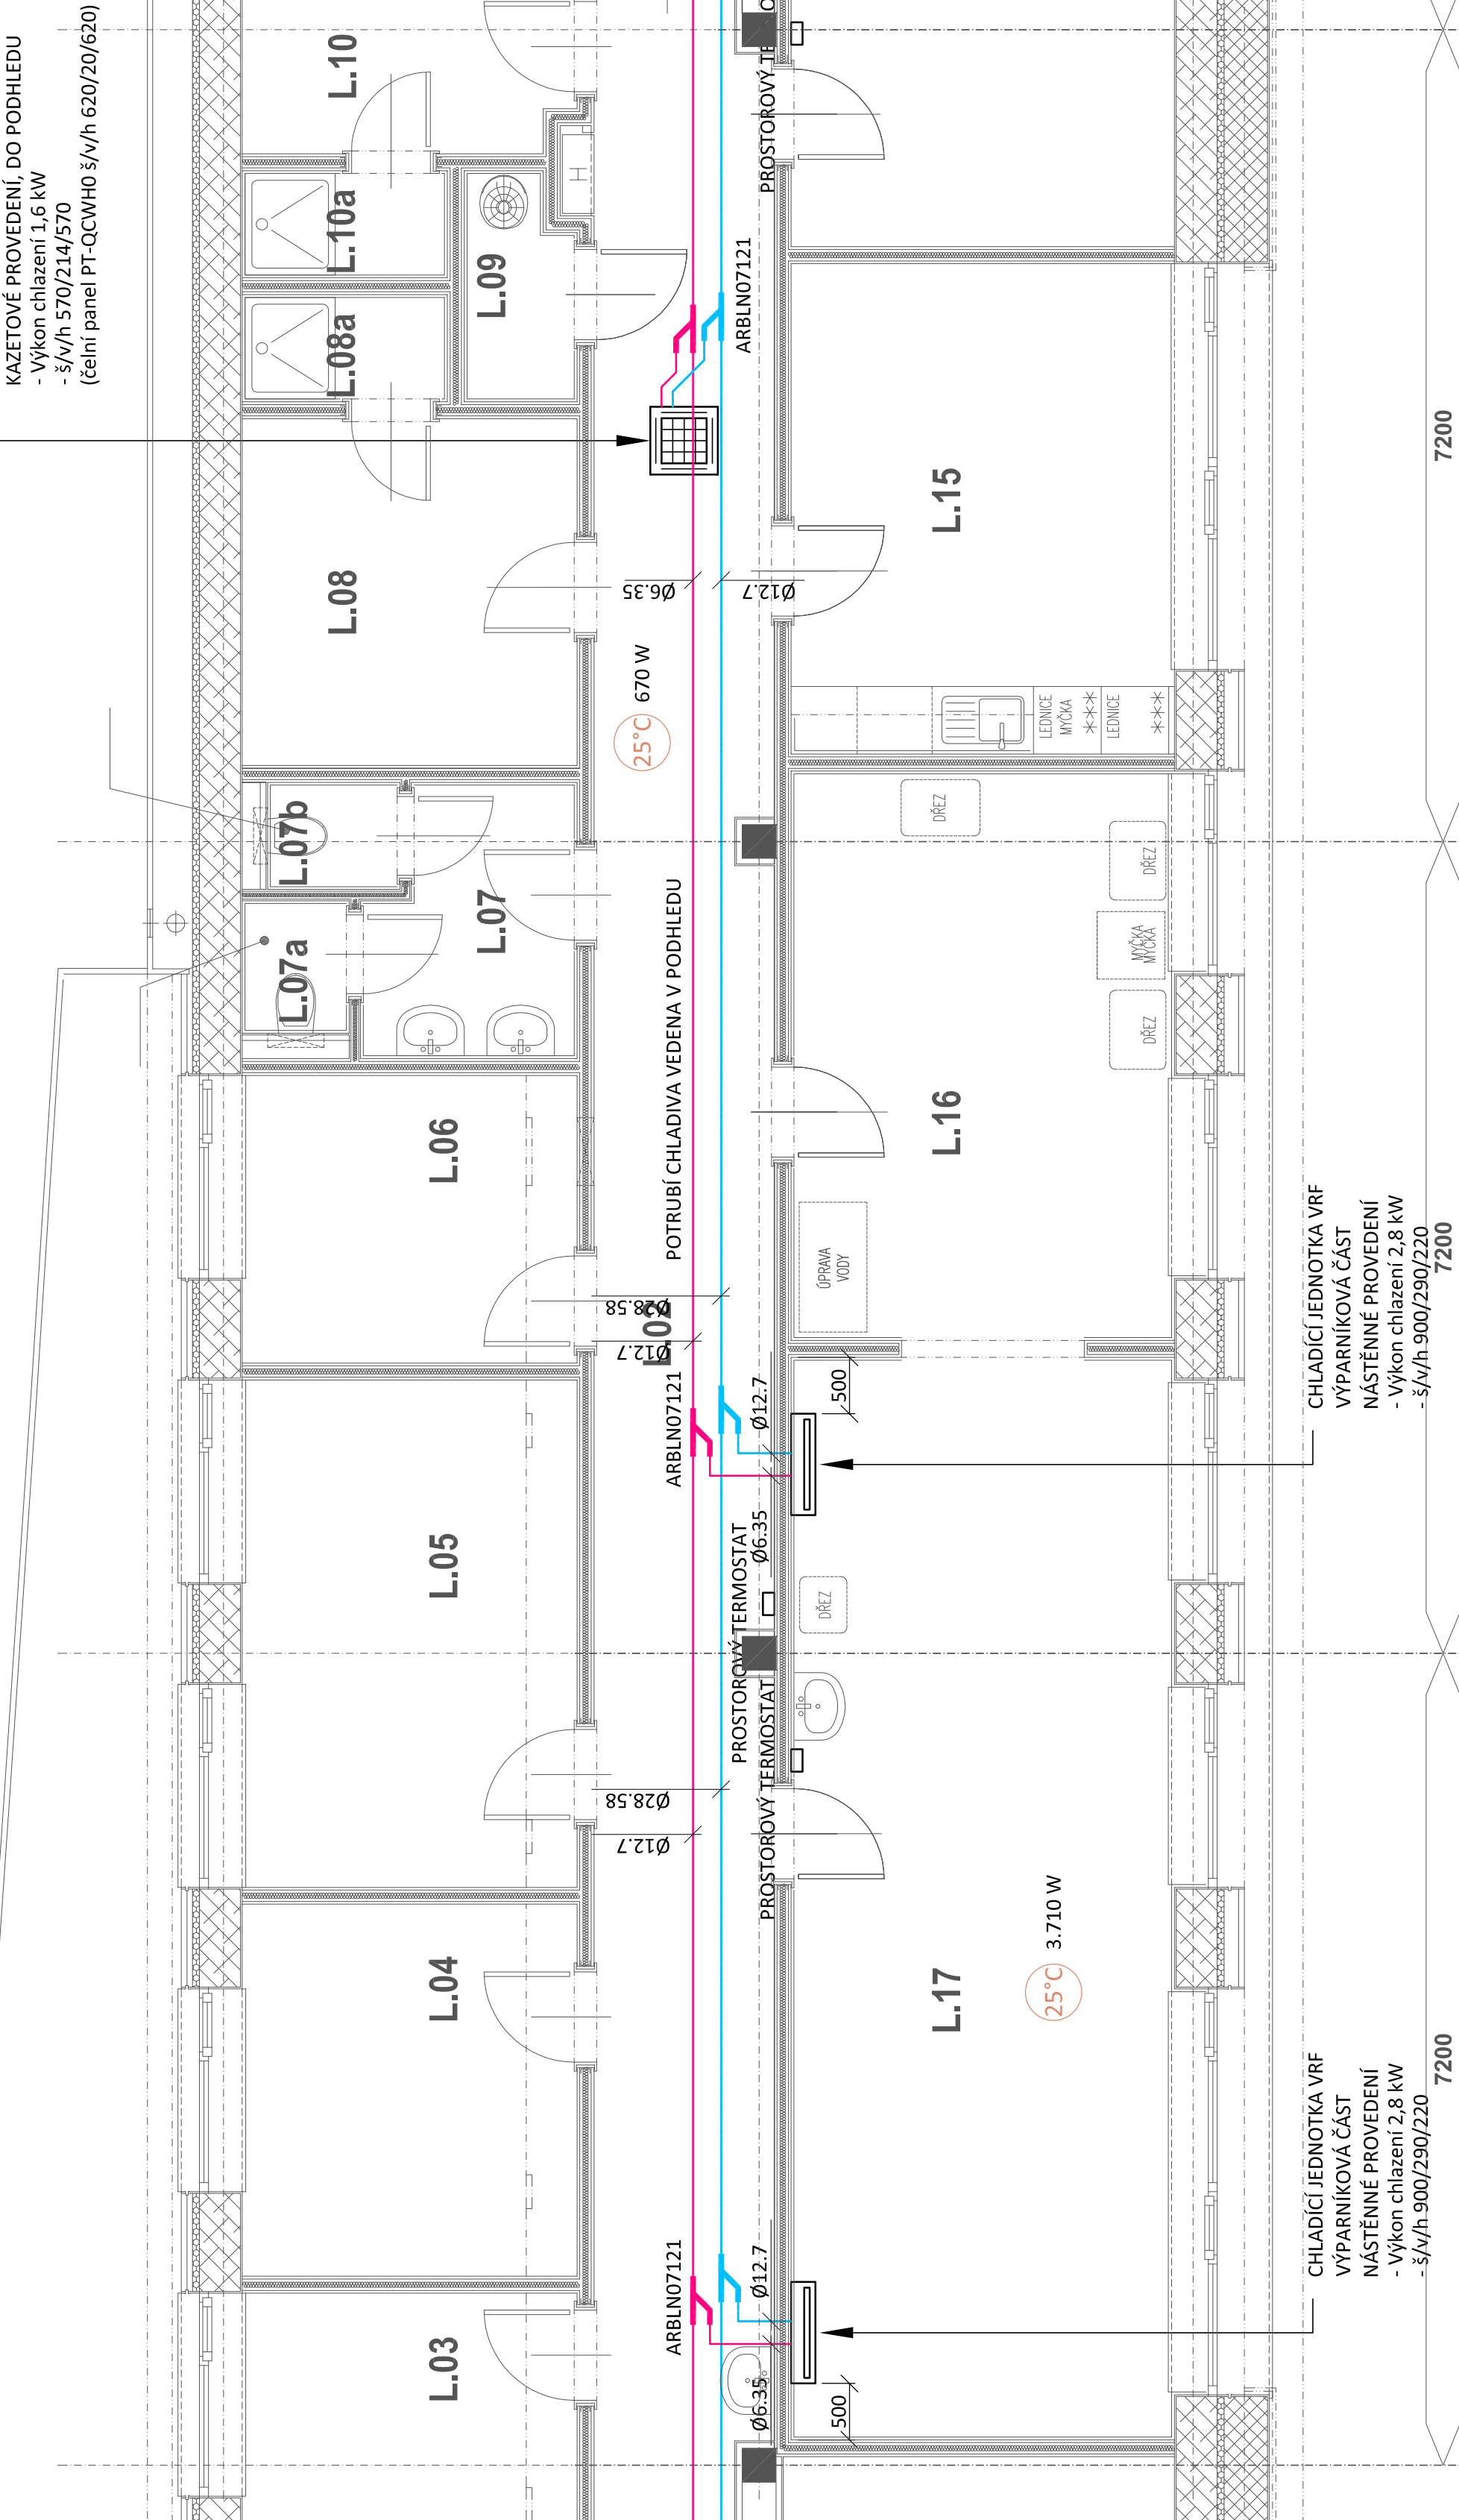 KAZETOVÉ PROVEDENÍ, DO PODHLEDU
- Výkon chlazení 1,6 kW
- š/v/h 570/214/570
(čelní panel PT-QCWH0 š/v/h 620/20/620)
L.10
L.10a
L.08a
L.09
H
L.08
L.07b
L.07a
L.07
L.06
L.05
L.04
L.03
L.02
ARBLN07121
Ø6.35
Ø12.7
25°C
670 W
POTRUBÍ CHLADIVA VEDENA V PODHLEDU
Ø28.58
Ø12.7
ARBLN07121
Ø12.7
Ø6.35
500
PROSTOROVÝ TERMOSTAT
PROSTOROVÝ TERMOSTAT
Ø28.58
Ø12.7
ARBLN07121
Ø12.7
Ø6.35
500
L.15
LEDNICE
MYČKA
LEDNICE
DŘEZ
DŘEZ
MYČKA
MYČKA
DŘEZ
L.16
ÚPRAVA
VODY
DŘEZ
L.17
25°C
3.710 W
CHLADÍCÍ JEDNOTKA VRF
VÝPARNÍKOVÁ ČÁST
NÁSTĚNNÉ PROVEDENÍ
- Výkon chlazení 2,8 kW
- š/v/h 900/290/220
CHLADÍCÍ JEDNOTKA VRF
VÝPARNÍKOVÁ ČÁST
NÁSTĚNNÉ PROVEDENÍ
- Výkon chlazení 2,8 kW
- š/v/h 900/290/220
7200
7200
7200
PROSTOROVÝ